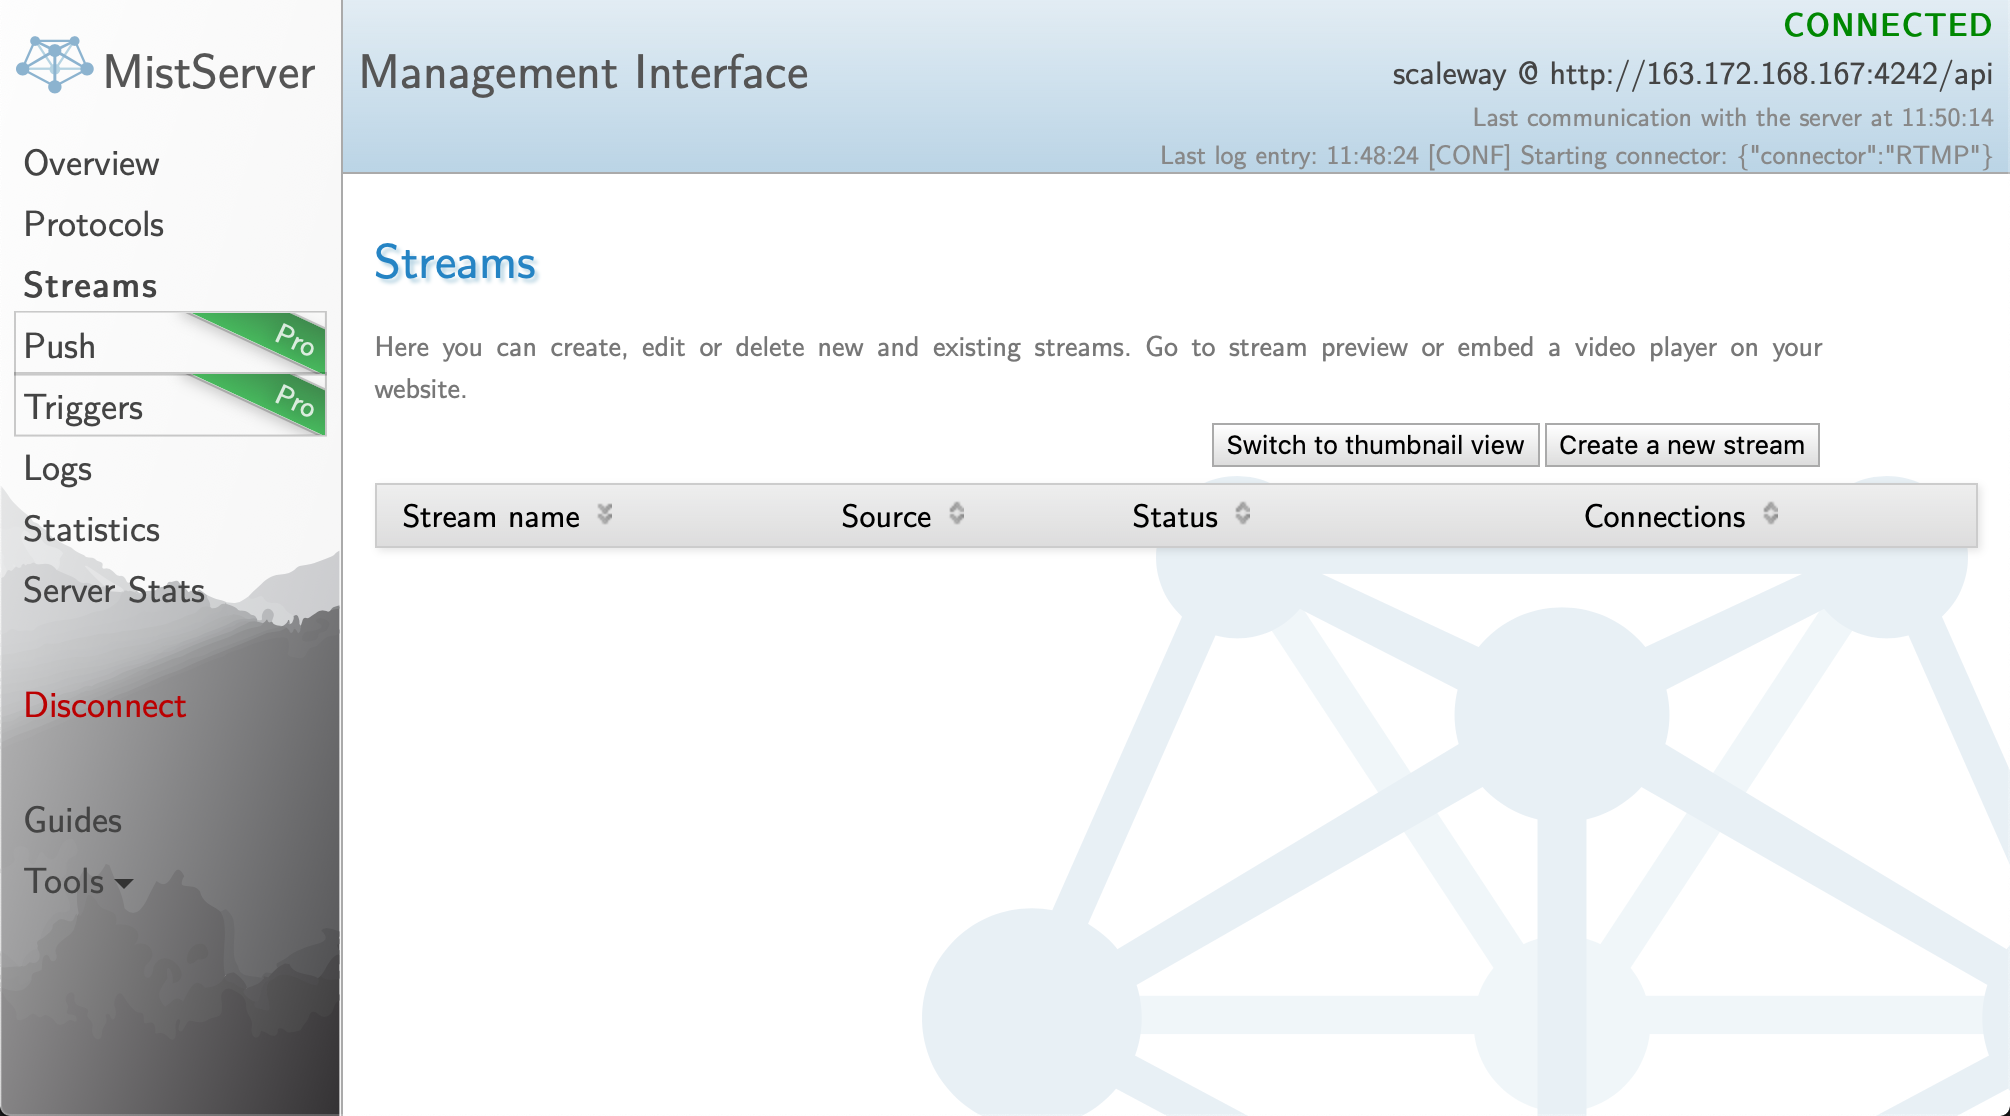 MistServer
Management Interface
CONNECTED
scaleway @ http://163.172.168.167:4242/api
Last communication with the server at 11:50:14
Last log entry: 11:48:24 [CONF] Starting connector: {"connector":"RTMP"}
Overview
Protocols
Streams
Push
Pro
Triggers
Pro
Logs
Statistics
Server Stats
Disconnect
Guides
Tools
Streams
Here you can create, edit or delete new and existing streams. Go to stream preview or embed a video player on your
website.
Switch to thumbnail view Create a new stream
Stream name Source Status Connections